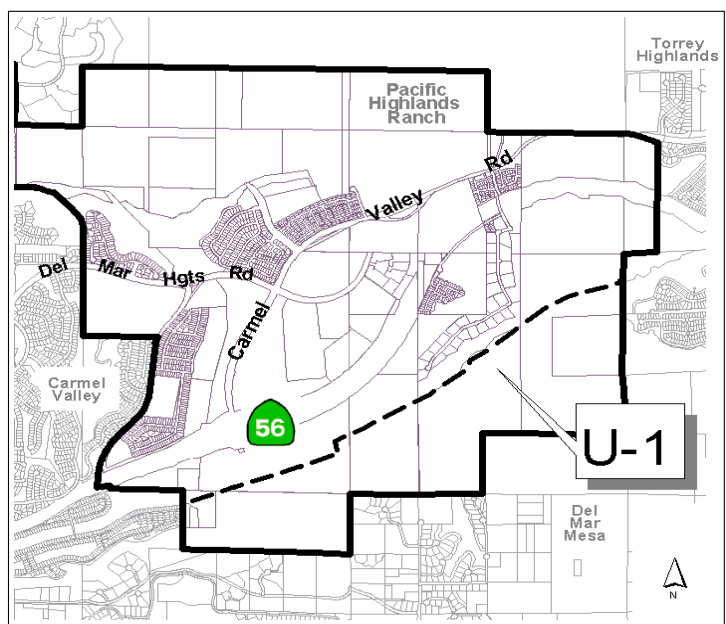 Torrey
Highlands
Pacific
Highlands
Ranch
Carmel Valley Rd
Del Mar Hgts Rd
Carmel
Valley
56
U-1
Del
Mar
Mesa
N